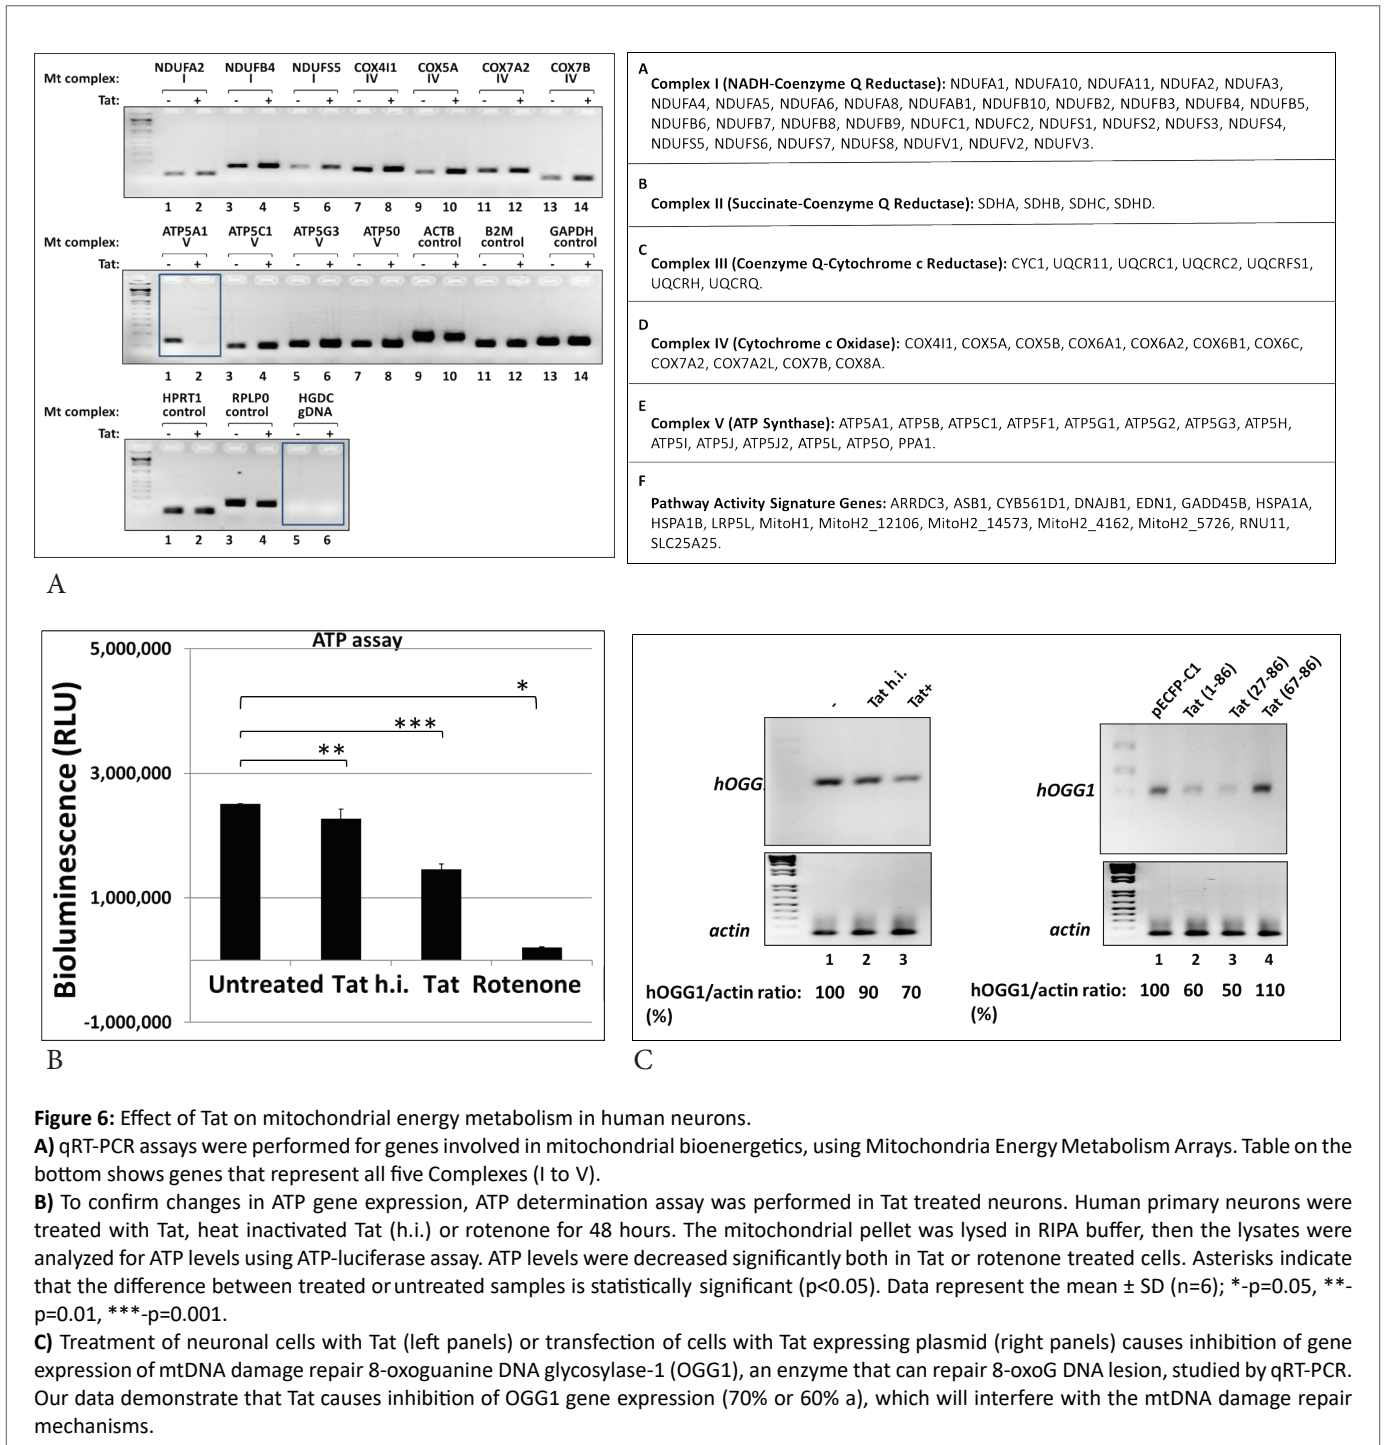 NDUFA2 NDUFB4 NDUFS5 COX4I1 COX5A COX7A2 COX7B
Mt complex: I I I IV IV IV IV
Tat: - + - + - + - + - + - + - +
1 2 3 4 5 6 7 8 9 10 11 12 13 14
ATP5A1 ATP5C1 ATP5G3 ATP50 ACTB B2M GAPDH
Mt complex: V V V V control control control
Tat: - + - + - + - + - + - + - +
1 2 3 4 5 6 7 8 9 10 11 12 13 14
HPRT1 RPLP0 HGDC
Mt complex: control control gDNA
Tat: - + - + - +
1 2 3 4 5 6
A
A
Complex I (NADH-Coenzyme Q Reductase): NDUFA1, NDUFA10, NDUFA11, NDUFA2, NDUFA3,
NDUFA4, NDUFA5, NDUFA6, NDUFA8, NDUFAB1, NDUFB10, NDUFB2, NDUFB3, NDUFB4, NDUFB5,
NDUFB6, NDUFB7, NDUFB8, NDUFB9, NDUFC1, NDUFC2, NDUFS1, NDUFS2, NDUFS3, NDUFS4,
NDUFS5, NDUFS6, NDUFS7, NDUFS8, NDUFV1, NDUFV2, NDUFV3.
B
Complex II (Succinate-Coenzyme Q Reductase): SDHA, SDHB, SDHC, SDHD.
C
Complex III (Coenzyme Q-Cytochrome c Reductase): CYC1, UQCR11, UQCRC1, UQCRC2, UQCRFS1,
UQCRH, UQCRQ.
D
Complex IV (Cytochrome c Oxidase): COX4I1, COX5A, COX5B, COX6A1, COX6A2, COX6B1, COX6C,
COX7A2, COX7A2L, COX7B, COX8A.
E
Complex V (ATP Synthase): ATP5A1, ATP5B, ATP5C1, ATP5F1, ATP5G1, ATP5G2, ATP5G3, ATP5H,
ATP5I, ATP5J, ATP5J2, ATP5L, ATP5O, PPA1.
F
Pathway Activity Signature Genes: ARRDC3, ASB1, CYB561D1, DNAJB1, EDN1, GADD45B, HSPA1A,
HSPA1B, LRP5L, MitoH1, MitoH2_12106, MitoH2_14573, MitoH2_4162, MitoH2_5726, RNU11,
SLC25A25.
ATP assay
Bioluminescence (RLU)
5,000,000
3,000,000
1,000,000
-1,000,000
*
***
**
Untreated Tat h.i. Tat Rotenone
B
- Tat h.i. Tat+
hOGG
actin
1 2 3
hOGG1/actin ratio: 100 90 70
(%)
pECFP-C1 Tat (1-86) Tat (27-86) Tat (67-86)
hOGG1
actin
1 2 3 4
hOGG1/actin ratio: 100 60 50 110
(%)
C
Figure 6: Effect of Tat on mitochondrial energy metabolism in human neurons.
A) qRT-PCR assays were performed for genes involved in mitochondrial bioenergetics, using Mitochondria Energy Metabolism Arrays. Table on the
bottom shows genes that represent all five Complexes (I to V).
B) To confirm changes in ATP gene expression, ATP determination assay was performed in Tat treated neurons. Human primary neurons were
treated with Tat, heat inactivated Tat (h.i.) or rotenone for 48 hours. The mitochondrial pellet was lysed in RIPA buffer, then the lysates were
analyzed for ATP levels using ATP-luciferase assay. ATP levels were decreased significantly both in Tat or rotenone treated cells. Asterisks indicate
that the difference between treated or untreated samples is statistically significant (p<0.05). Data represent the mean ± SD (n=6); *-p=0.05, **-
p=0.01, ***-p=0.001.
C) Treatment of neuronal cells with Tat (left panels) or transfection of cells with Tat expressing plasmid (right panels) causes inhibition of gene
expression of mtDNA damage repair 8-oxoguanine DNA glycosylase-1 (OGG1), an enzyme that can repair 8-oxoG DNA lesion, studied by qRT-PCR.
Our data demonstrate that Tat causes inhibition of OGG1 gene expression (70% or 60% a), which will interfere with the mtDNA damage repair
mechanisms.